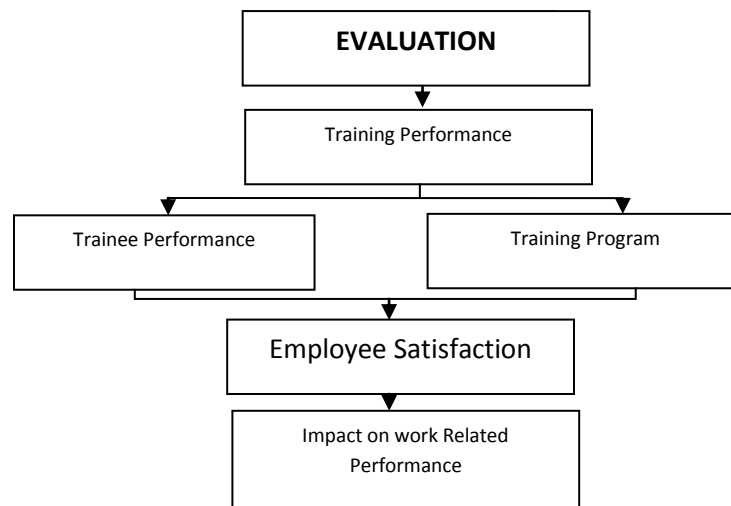 EVALUATION
Training Performance
Trainee Performance
Training Program
Employee Satisfaction
Impact on work Related
Performance